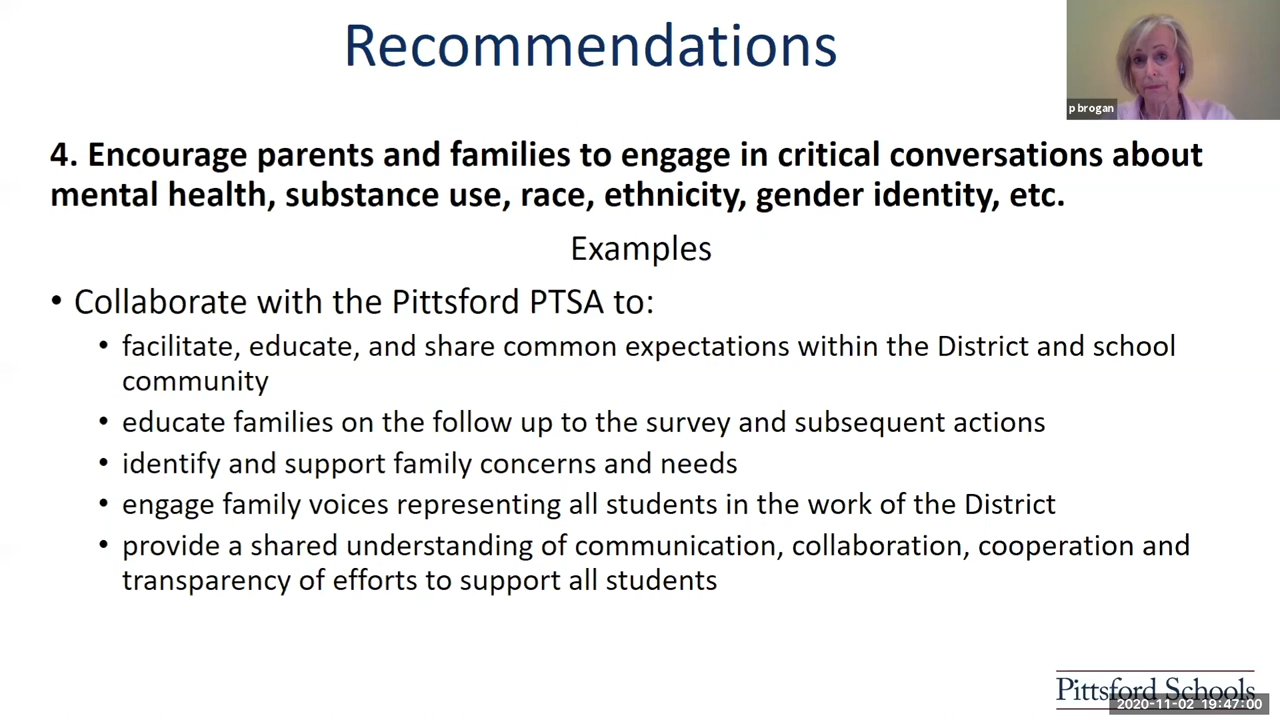 Recommendations
p brogan
4. Encourage parents and families to engage in critical conversations about
mental health, substance use, race, ethnicity, gender identity, etc.
Examples
• Collaborate with the Pittsford PTSA to:
• facilitate, educate, and share common expectations within the District and school
community
• educate families on the follow up to the survey and subsequent actions
• identify and support family concerns and needs
• engage family voices representing all students in the work of the District
• provide a shared understanding of communication, collaboration, cooperation and
transparency of efforts to support all students
Pittsford Schools
2020-11-02 19:47:00